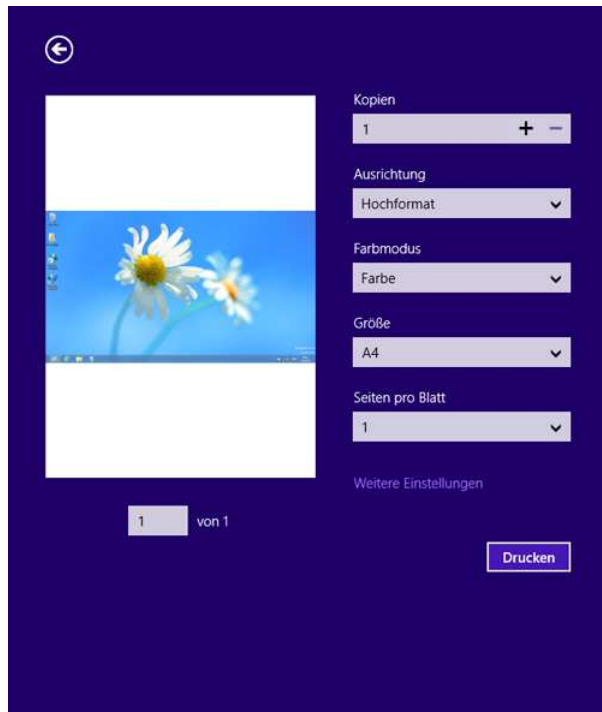 Kopien
1
Ausrichtung
Hochformat
Farbmodus
Farbe
Größe
A4
Seiten pro Blatt
1
Weitere Einstellungen
1 von 1
Drucken